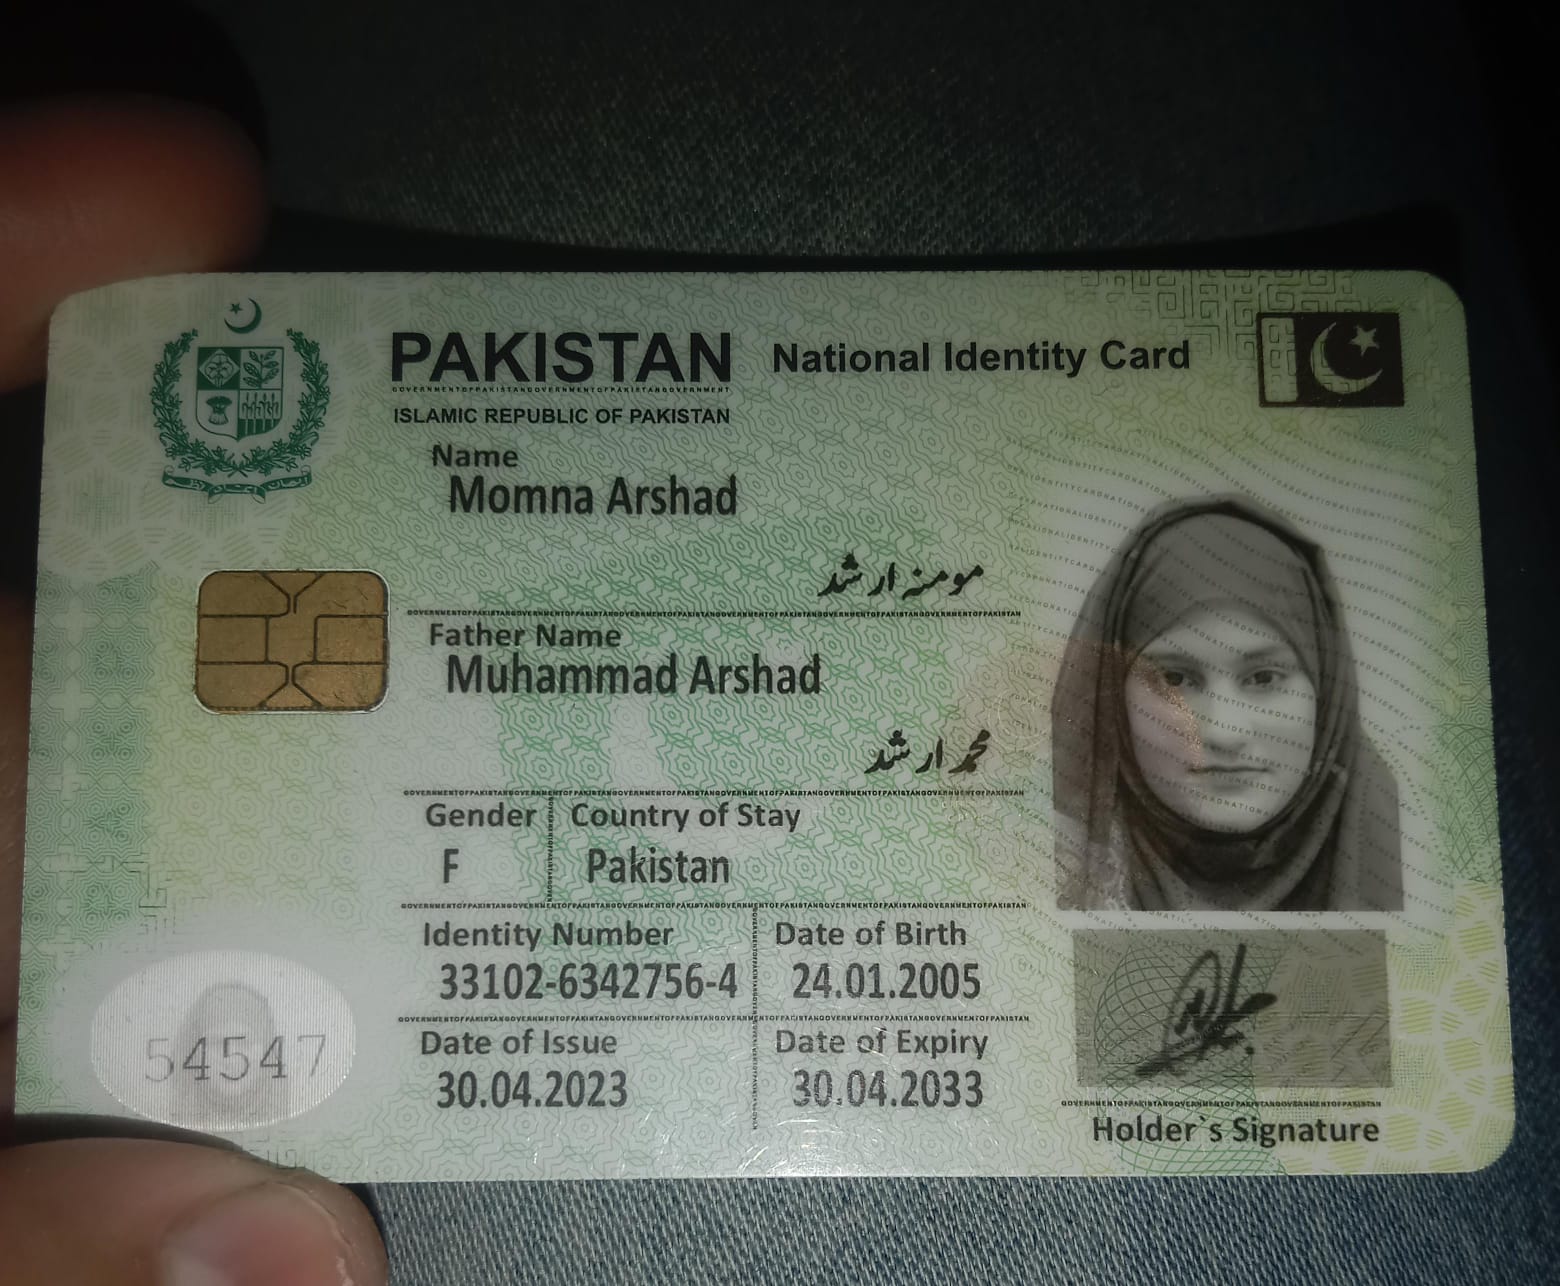 PAKISTAN National Identity Card
ISLAMIC REPUBLIC OF PAKISTAN
Name
Momna Arshad
مومنہ ارشد
Father Name
Muhammad Arshad
محمد ارشد
Gender Country of Stay
F Pakistan
Identity Number Date of Birth
33102-6342756-4 24.01.2005
Date of Issue Date of Expiry
30.04.2023 30.04.2033
54547
Holder`s Signature